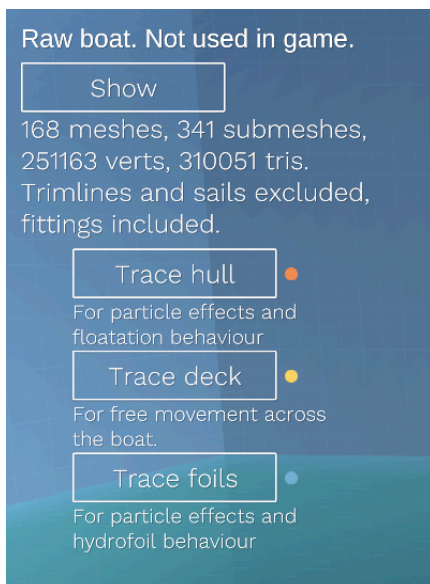 Raw boat. Not used in game.
Show
168 meshes, 341 submeshes,
251163 verts, 310051 tris.
Trimlines and sails excluded,
fittings included.
Trace hull
For particle effects and
floatation behaviour
Trace deck
For free movement across
the boat.
Trace foils
For particle effects and
hydrofoil behaviour